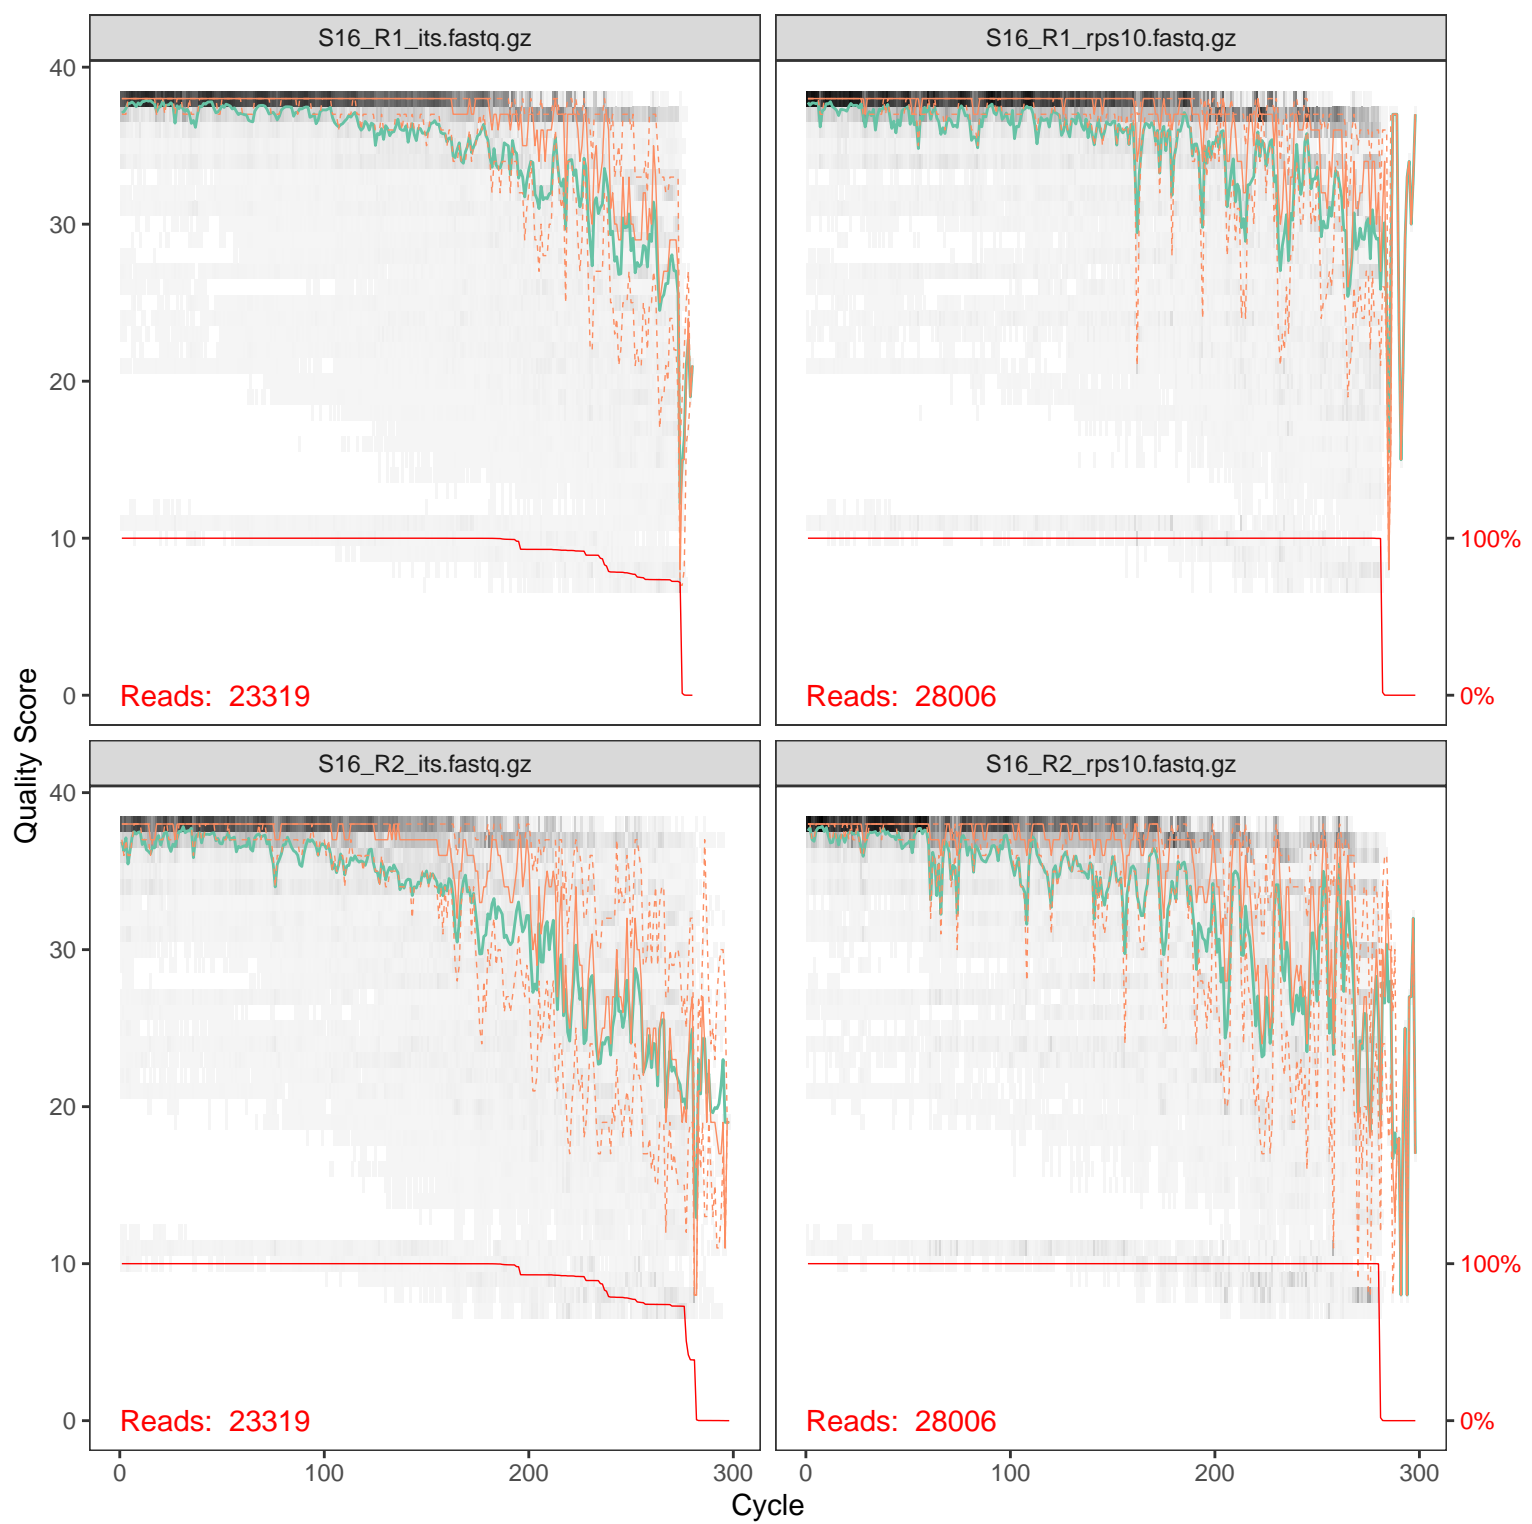 S16_R1_its.fastq.gz
S16_R1_rps10.fastq.gz
40
30
20
10
0
100%
0%
Reads: 23319
Reads: 28006
Quality Score
S16_R2_its.fastq.gz
S16_R2_rps10.fastq.gz
40
30
20
10
0
100%
0%
Reads: 23319
Reads: 28006
0 100 200 300
0 100 200 300
Cycle